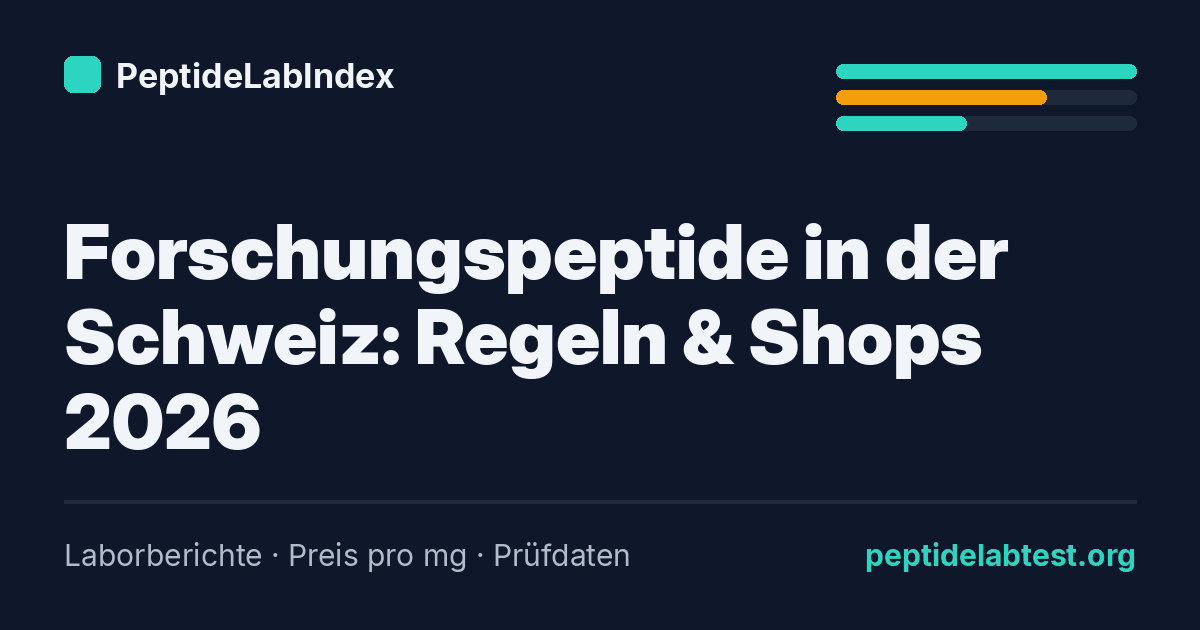 PeptideLabIndex
Forschungspeptide in der
Schweiz: Regeln & Shops
2026
Laborberichte · Preis pro mg · Prüfdaten
peptidelabtest.org